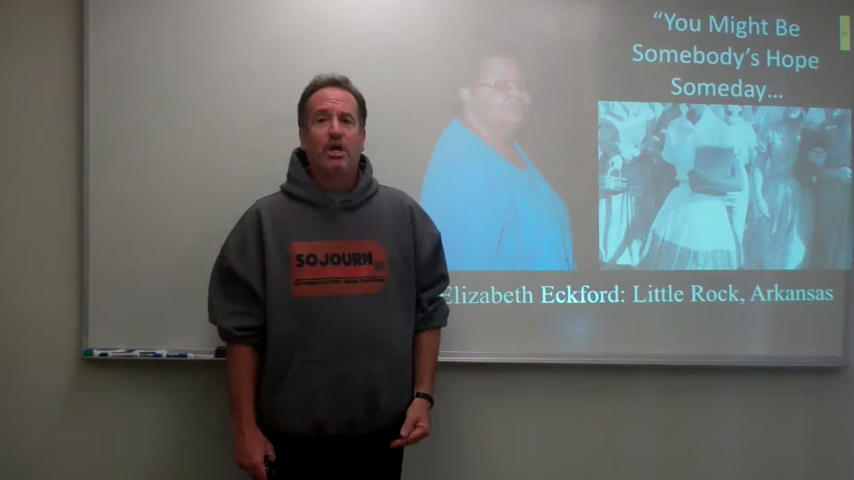 "You Might Be
Somebody's Hope
Someday...
SOJOURN
Elizabeth Eckford: Little Rock, Arkansas